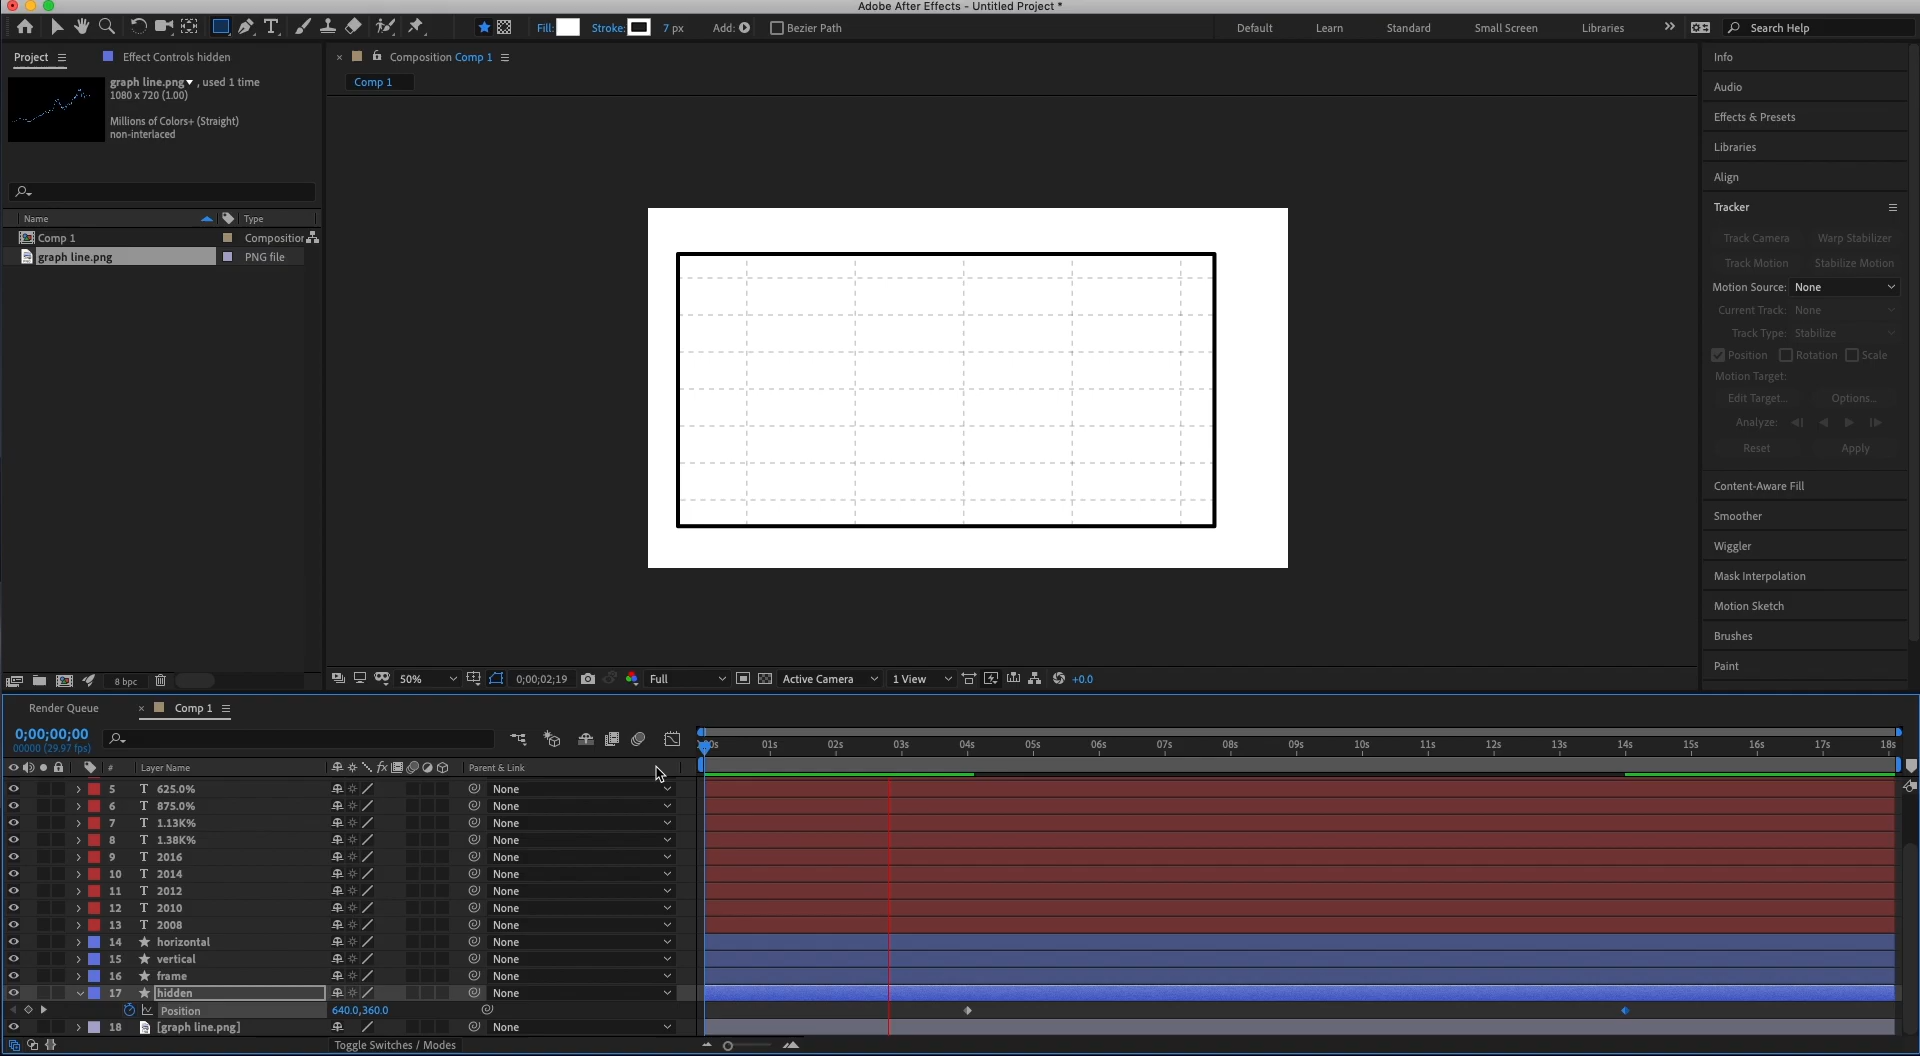 Adobe After Effects - Untitled Project *
Fill: Stroke: 7 px Add: Bezier Path Default Learn Standard Small Screen Libraries Search Help
Project Effect Controls hidden
graph line.png , used 1 time
1080 x 720 (1.00)
Millions of Colors+ (Straight)
non-interlaced
Name Type
Comp 1 Composition
graph line.png PNG file
8 bpc
Composition Comp 1
Comp 1
50% 0;00;02;19 Full Active Camera 1 View +0.0
Info
Audio
Effects & Presets
Libraries
Align
Tracker
Track Camera Warp Stabilizer
Track Motion Stabilize Motion
Motion Source: None
Current Track: None
Track Type: Stabilize
Position Rotation Scale
Motion Target:
Edit Target... Options...
Analyze:
Reset Apply
Content-Aware Fill
Smoother
Wiggler
Mask Interpolation
Motion Sketch
Brushes
Paint
Render Queue Comp 1
0;00;00;00
00000 (29.97 fps)
01s 02s 03s 04s 05s 06s 07s 08s 09s 10s 11s 12s 13s 14s 15s 16s 17s 18s
# Layer Name fx Parent & Link
5 T 625.0% None
6 T 875.0% None
7 T 1.13K% None
8 T 1.38K% None
9 T 2016 None
10 T 2014 None
11 T 2012 None
12 T 2010 None
13 T 2008 None
14 horizontal None
15 vertical None
16 frame None
17 hidden None
Position 640.0,360.0
18 [graph line.png] None
Toggle Switches / Modes